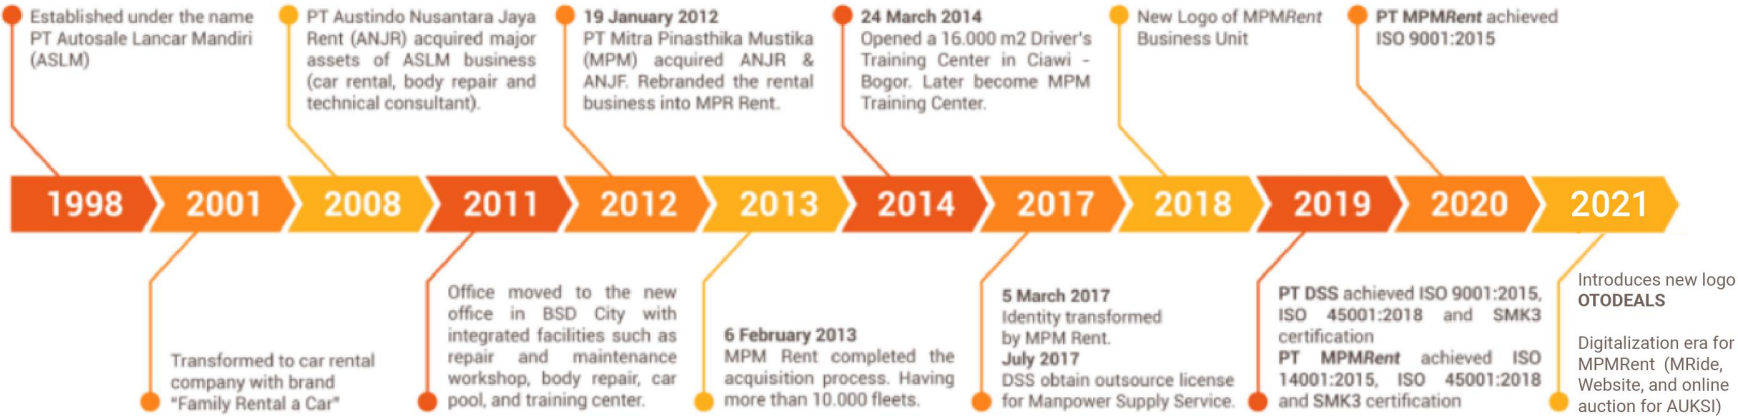 Established under the name
PT Autosale Lancar Mandiri
(ASLM)
PT Austindo Nusantara Jaya
Rent (ANJR) acquired major
assets of ASLM business
(car rental, body repair and
technical consultant).
19 January 2012
PT Mitra Pinasthika Mustika
(MPM) acquired ANJR &
ANJF. Rebranded the rental
business into MPR Rent.
24 March 2014
Opened a 16.000 m2 Driver's
Training Center in Ciawi -
Bogor. Later become MPM
Training Center.
New Logo of MPMRent
Business Unit
PT MPMRent achieved
ISO 9001:2015
1998 2001 2008 2011 2012 2013 2014 2017 2018 2019 2020 2021
Transformed to car rental
company with brand
“Family Rental a Car”
Office moved to the new
office in BSD City with
integrated facilities such as
repair and maintenance
workshop, body repair, car
pool, and training center.
6 February 2013
MPM Rent completed the
acquisition process. Having
more than 10.000 fleets.
5 March 2017
Identity transformed
by MPM Rent.
July 2017
DSS obtain outsource license
for Manpower Supply Service.
PT DSS achieved ISO 9001:2015,
ISO 45001:2018 and SMK3
certification
PT MPMRent achieved ISO
14001:2015, ISO 45001:2018
and SMK3 certification
Introduces new logo
OTODEALS
Digitalization era for
MPMRent (MRide,
Website, and online
auction for AUKSI)